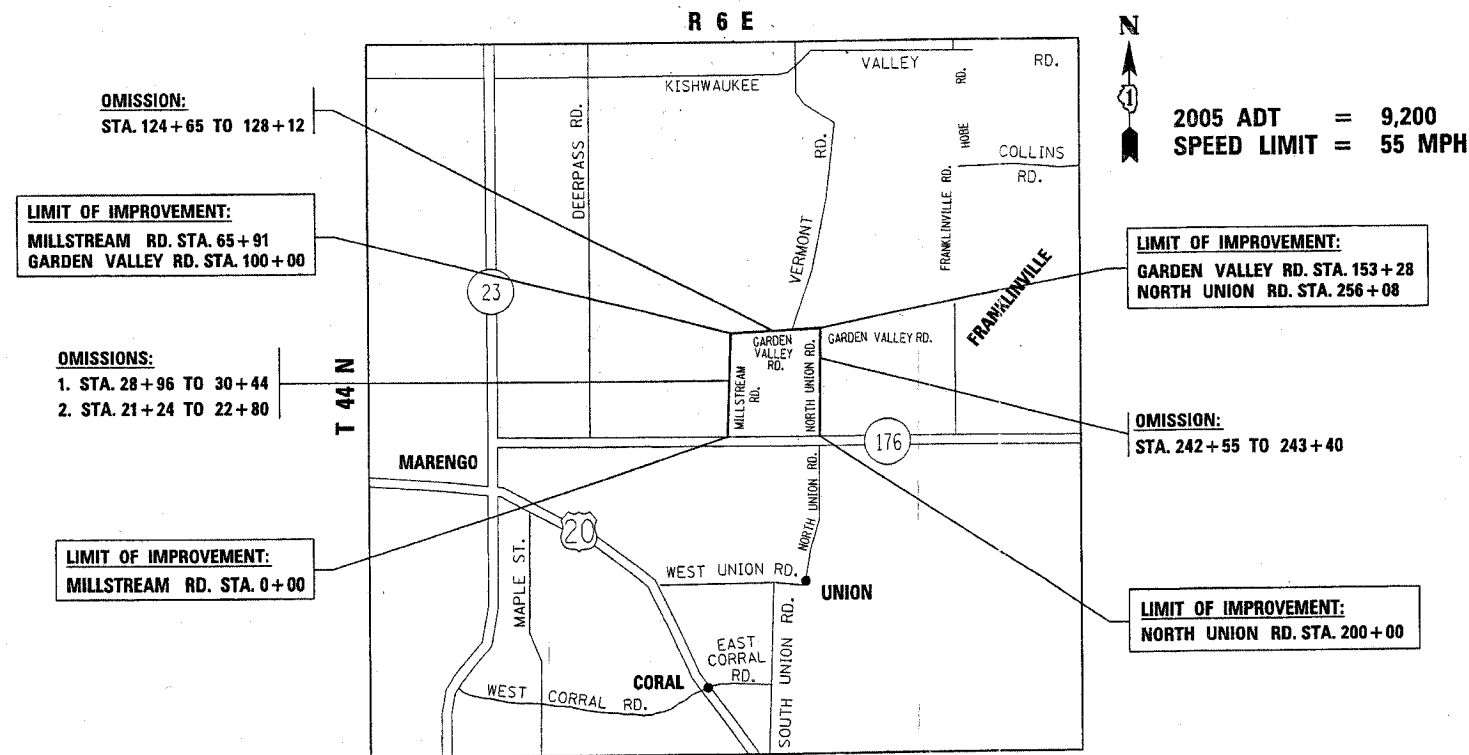 R 6 E
N
1
2005 ADT = 9,200
SPEED LIMIT = 55 MPH
OMISSION:
STA. 124+65 TO 128+12
LIMIT OF IMPROVEMENT:
MILLSTREAM RD. STA. 65+91
GARDEN VALLEY RD. STA. 100+00
OMISSIONS:
1. STA. 28+96 TO 30+44
2. STA. 21+24 TO 22+80
T 44 N
LIMIT OF IMPROVEMENT:
MILLSTREAM RD. STA. 0+00
KISHWAUKEE
VALLEY
RD.
DEERPASS RD.
VERMONT
RD.
FRANKLINVILLE RD.
HOBE
RD.
COLLINS
RD.
FRANKLINVILLE
23
GARDEN
VALLEY
RD.
GARDEN VALLEY RD.
MILLSTREAM
RD.
NORTH UNION RD.
176
MARENGO
20
NORTH UNION RD.
MAPLE ST.
WEST UNION RD.
UNION
SOUTH UNION RD.
EAST
CORRAL
RD.
CORAL
WEST CORRAL RD.
LIMIT OF IMPROVEMENT:
GARDEN VALLEY RD. STA. 153+28
NORTH UNION RD. STA. 256+08
OMISSION:
STA. 242+55 TO 243+40
LIMIT OF IMPROVEMENT:
NORTH UNION RD. STA. 200+00